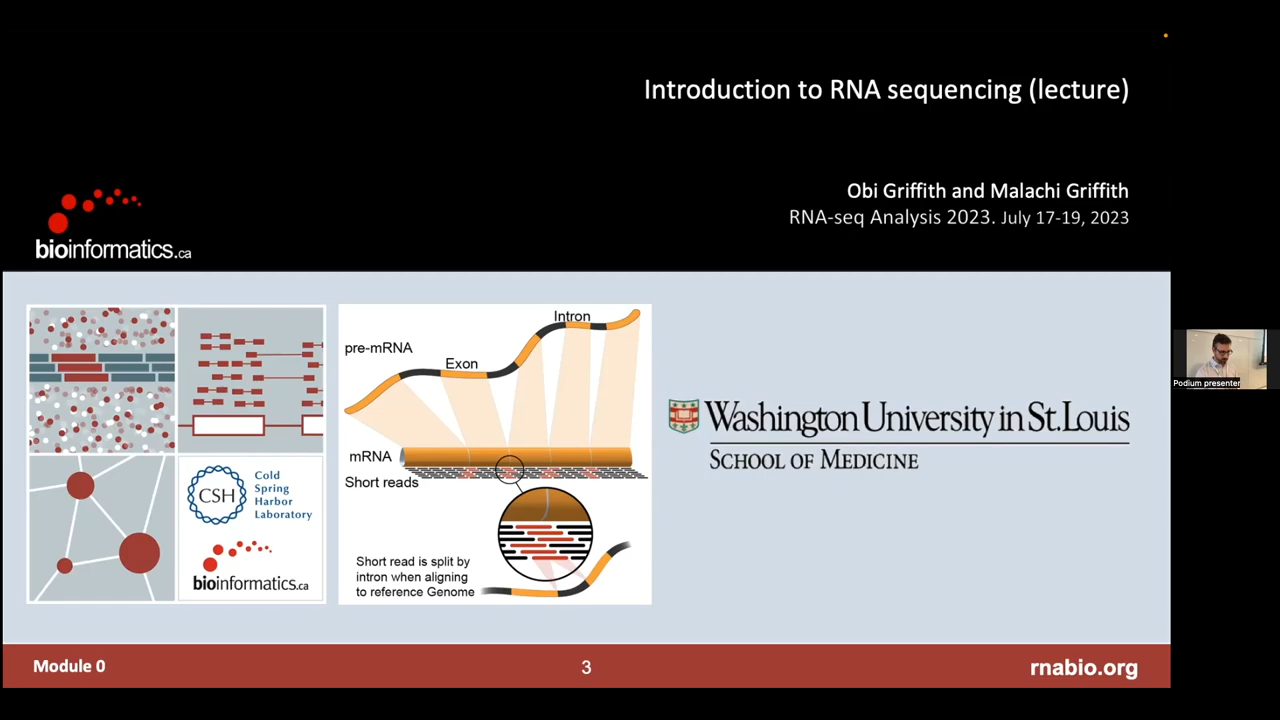 Introduction to RNA sequencing (lecture)
Obi Griffith and Malachi Griffith
RNA-seq Analysis 2023. July 17-19, 2023
bioinformatics.ca
CSH
Cold
Spring
Harbor
Laboratory
bioinformatics.ca
Intron
pre-mRNA
Exon
mRNA
Short reads
Short read is split by
intron when aligning
to reference Genome
Washington University in St. Louis
SCHOOL OF MEDICINE
Podium presenter
Module 0
3
rnabio.org